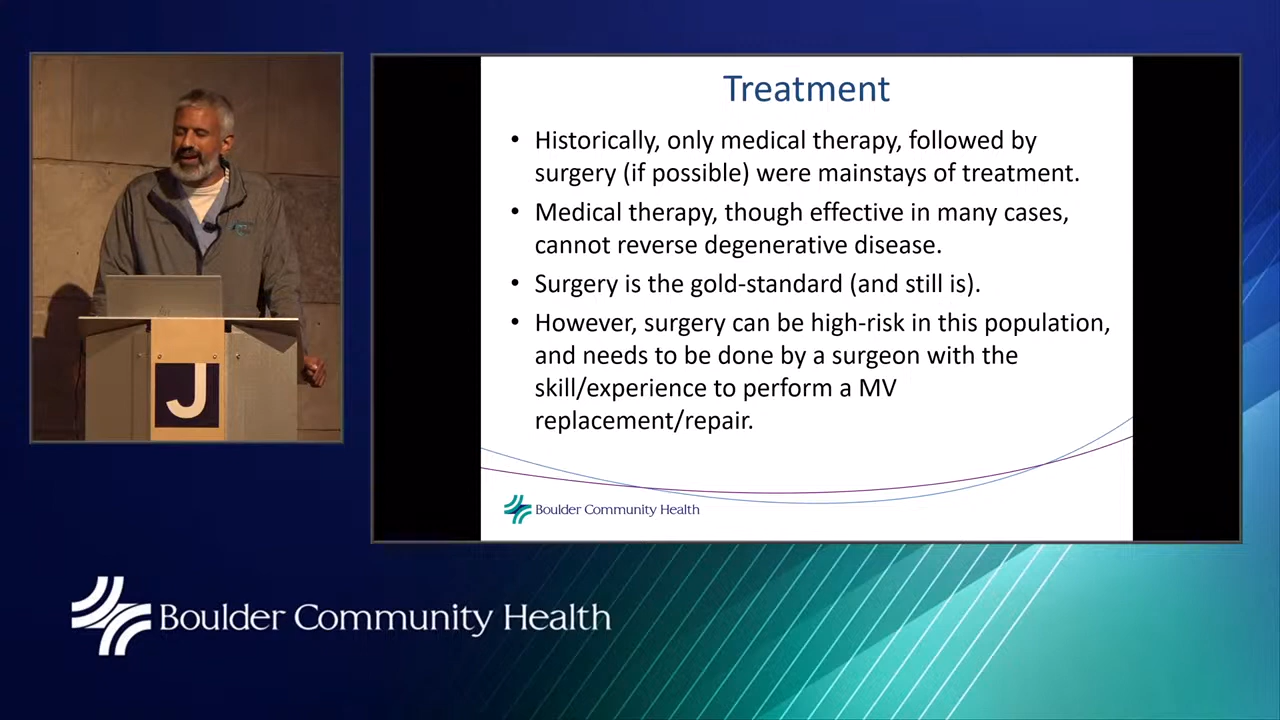 Treatment
• Historically, only medical therapy, followed by
surgery (if possible) were mainstays of treatment.
• Medical therapy, though effective in many cases,
cannot reverse degenerative disease.
• Surgery is the gold-standard (and still is).
• However, surgery can be high-risk in this population,
and needs to be done by a surgeon with the
skill/experience to perform a MV
replacement/repair.
Boulder Community Health
J
Boulder Community Health